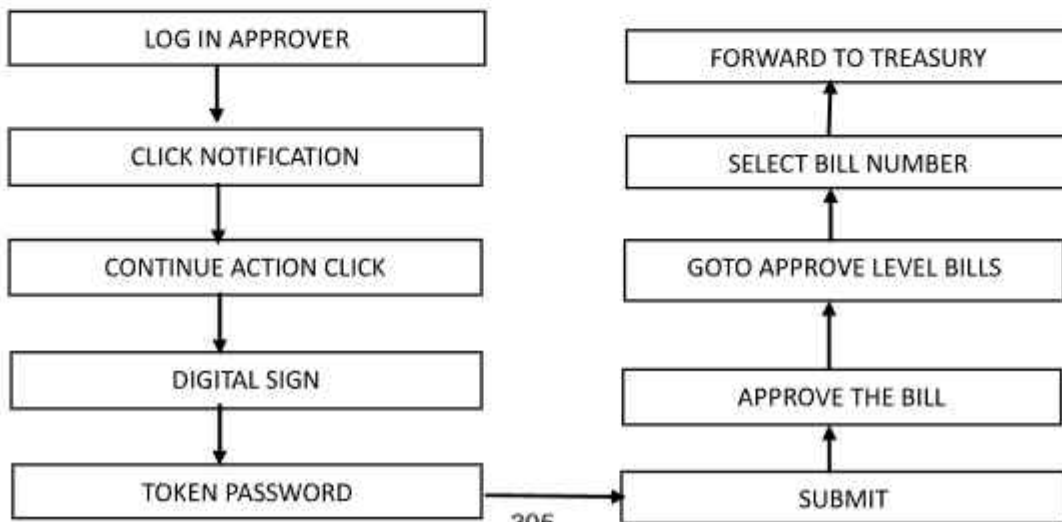 LOG IN APPROVER
CLICK NOTIFICATION
CONTINUE ACTION CLICK
DIGITAL SIGN
TOKEN PASSWORD
SUBMIT
APPROVE THE BILL
GOTO APPROVE LEVEL BILLS
SELECT BILL NUMBER
FORWARD TO TREASURY